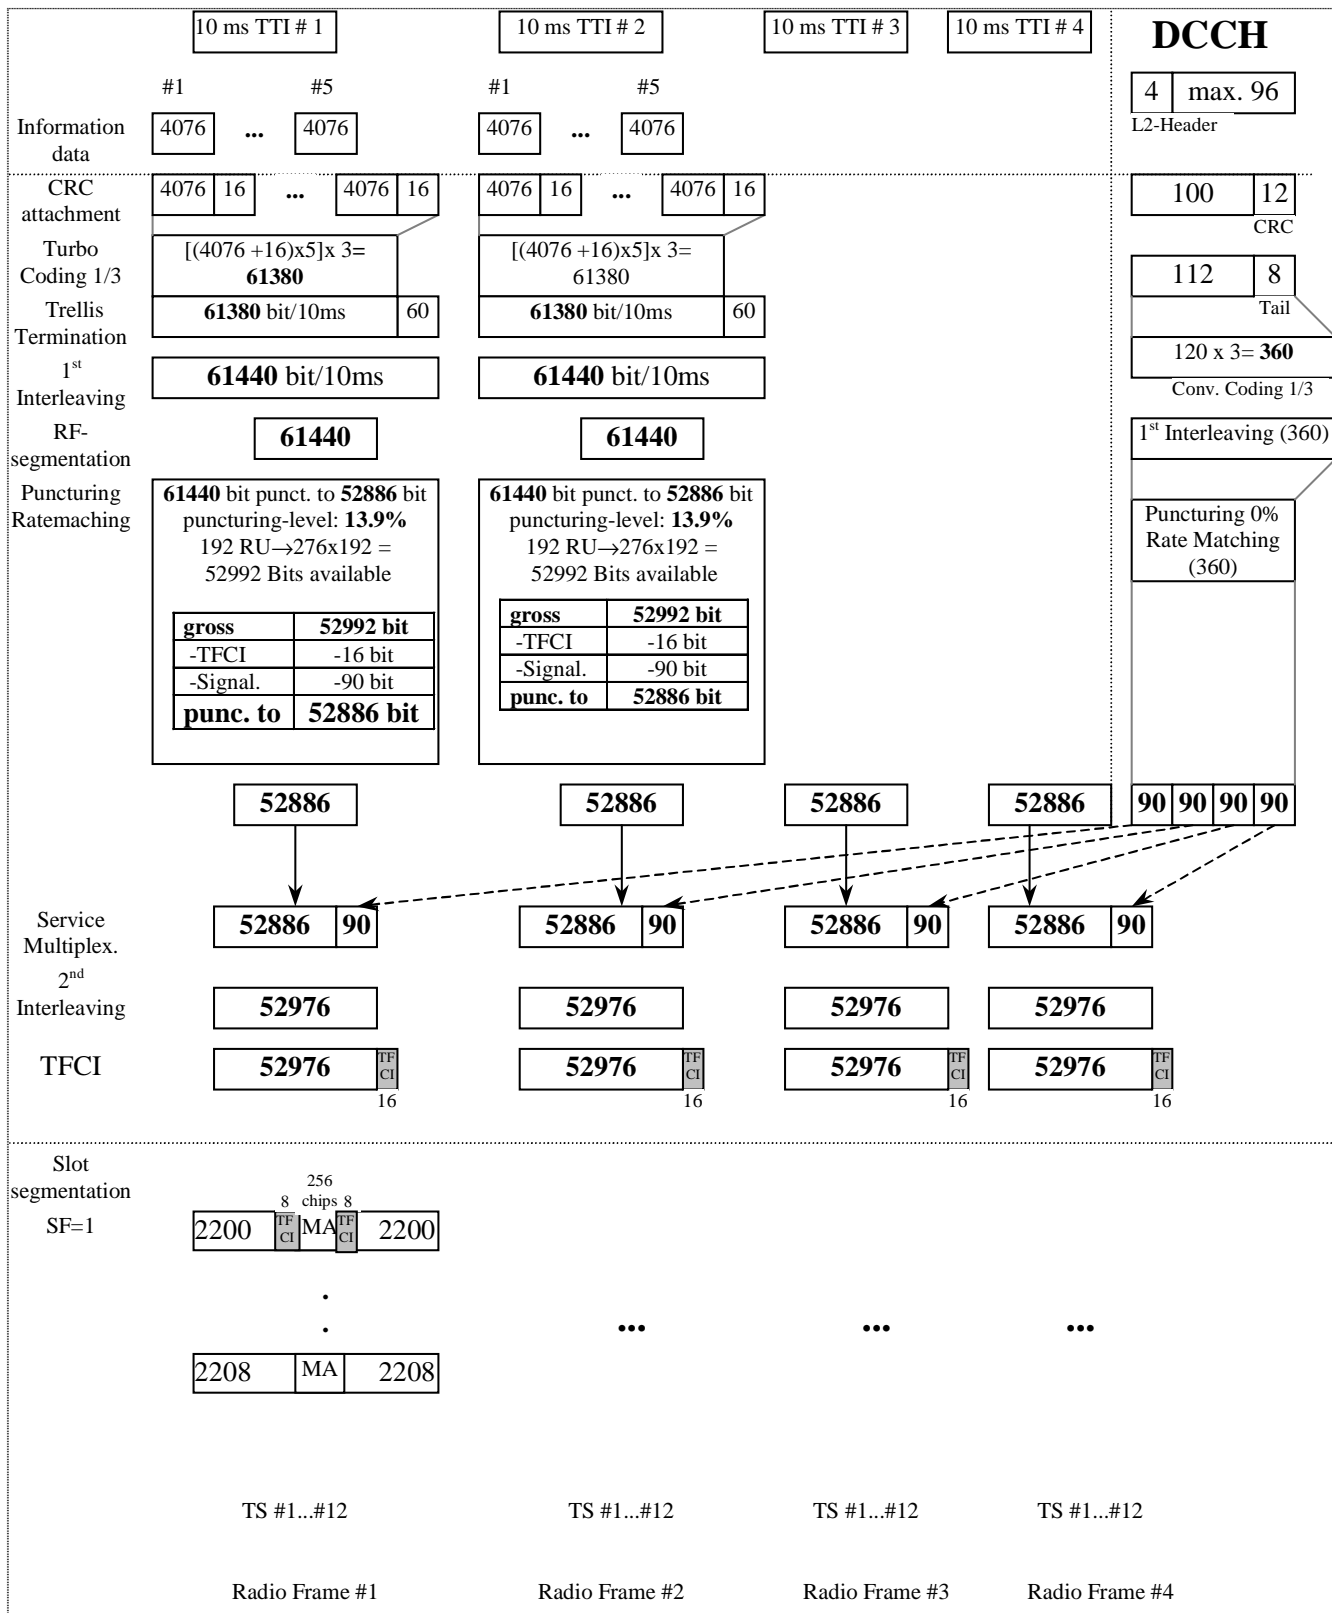 10 ms TTI # 1 10 ms TTI # 2 10 ms TTI # 3 10 ms TTI # 4 DCCH
#1 #5 #1 #5
4 max. 96
L2-Header
Information data
4076 ... 4076 4076 ... 4076
CRC attachment
4076 16 ... 4076 16 4076 16 ... 4076 16
100 12
CRC
Turbo Coding 1/3
[(4076 +16)x5]x 3= 61380
[(4076 +16)x5]x 3= 61380
112 8
Tail
Trellis Termination
61380 bit/10ms 60 61380 bit/10ms 60
120 x 3= 360
Conv. Coding 1/3
1st Interleaving
61440 bit/10ms 61440 bit/10ms
RF-segmentation
61440 61440
1st Interleaving (360)
Puncturing Ratemaching
61440 bit punct. to 52886 bit
puncturing-level: 13.9%
192 RU→276x192 =
52992 Bits available
gross 52992 bit
-TFCI -16 bit
-Signal. -90 bit
punc. to 52886 bit
61440 bit punct. to 52886 bit
puncturing-level: 13.9%
192 RU→276x192 =
52992 Bits available
gross 52992 bit
-TFCI -16 bit
-Signal. -90 bit
punc. to 52886 bit
Puncturing 0%
Rate Matching
(360)
52886 52886 52886 52886 90 90 90 90
Service Multiplex.
52886 90 52886 90 52886 90 52886 90
2nd Interleaving
52976 52976 52976 52976
TFCI
52976 TF CI 52976 TF CI 52976 TF CI 52976 TF CI
16 16 16 16
Slot segmentation
SF=1
256
8 chips 8
2200 TF CI MA TF CI 2200
.
. ... ... ...
2208 MA 2208
TS #1...#12 TS #1...#12 TS #1...#12 TS #1...#12
Radio Frame #1 Radio Frame #2 Radio Frame #3 Radio Frame #4